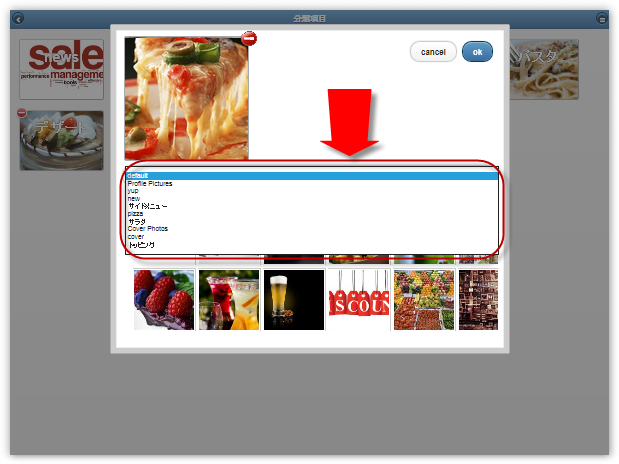 分類項目
news
sale
performance
management
tools
デザート
パスタ
cancel
ok
default
Profile Pictures
yup
new
サイドメニュー
pizza
サラダ
Cover Photos
cover
トッピング
ISCOUN